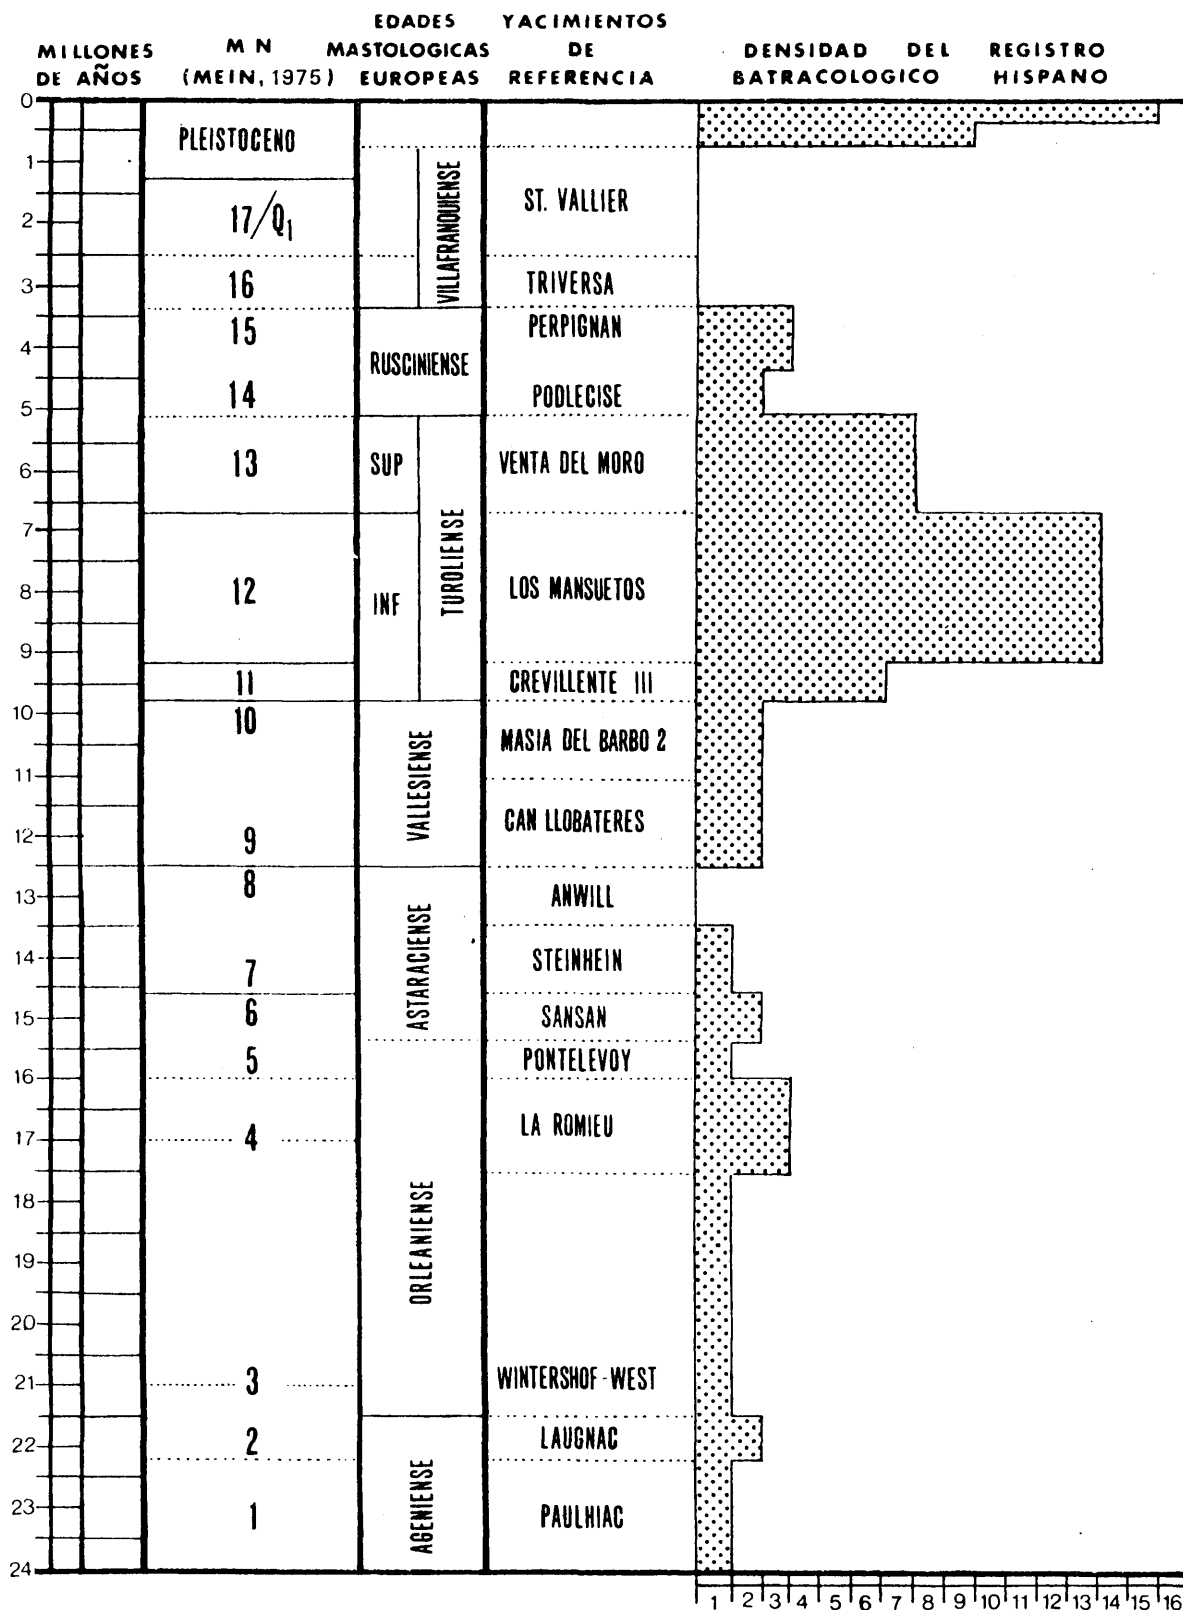 MILLONES DE AÑOS
M N (MEIN, 1975)
EDADES MASTOLOGICAS EUROPEAS
YACIMIENTOS DE REFERENCIA
DENSIDAD DEL REGISTRO
BATRACOLOGICO HISPANO
0
1
2
3
4
5
6
7
8
9
10
11
12
13
14
15
16
17
18
19
20
21
22
23
24
PLEISTOCENO
17/Q1
16
15
14
13
12
11
10
9
8
7
6
5
4
3
2
1
VILLAFRANQUIENSE
RUSCINIENSE
SUP
INF
TUROLIENSE
VALLESIENSE
ASTARACIENSE
ORLEANIENSE
AGENIENSE
ST. VALLIER
TRIVERSA
PERPIGNAN
PODLECISE
VENTA DEL MORO
LOS MANSUETOS
CREVILLENTE III
MASIA DEL BARBO 2
CAN LLOBATERES
ANWILL
STEINHEIN
SANSAN
PONTELEVOY
LA ROMIEU
WINTERSHOF-WEST
LAUGNAC
PAULHIAC
1 2 3 4 5 6 7 8 9 10 11 12 13 14 15 16